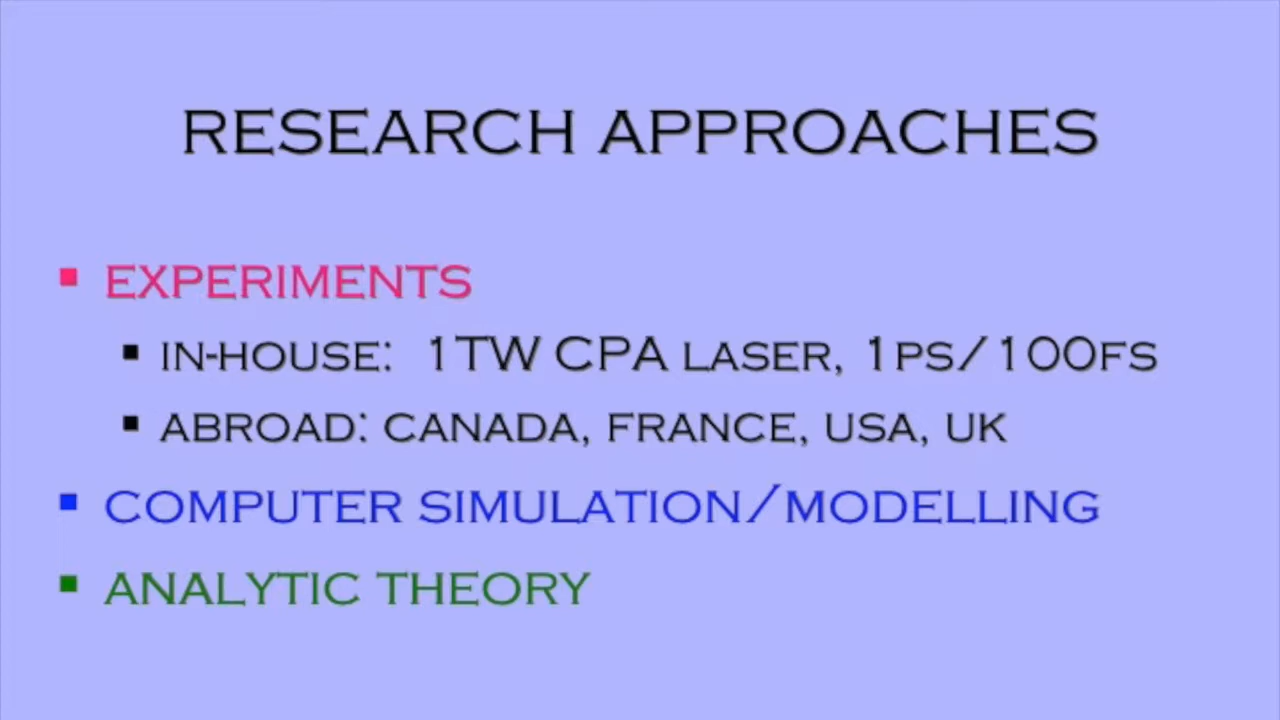 RESEARCH APPROACHES
EXPERIMENTS
IN-HOUSE: 1TW CPA LASER, 1PS/100FS
ABROAD: CANADA, FRANCE, USA, UK
COMPUTER SIMULATION/MODELLING
ANALYTIC THEORY